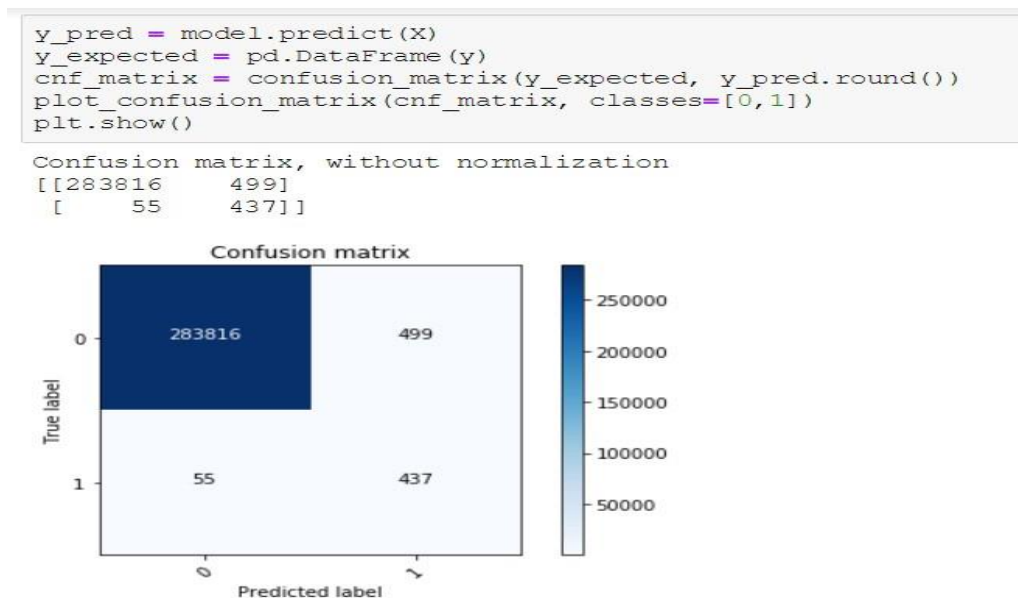 y_pred = model.predict(X)
y_expected = pd.DataFrame(y)
cnf_matrix = confusion_matrix(y_expected, y_pred.round())
plot_confusion_matrix(cnf_matrix, classes=[0,1])
plt.show()
Confusion matrix, without normalization
[[283816    499]
 [    55    437]]
Confusion matrix
283816 499
55 437
0
1
True label
0 1
Predicted label
250000
200000
150000
100000
50000